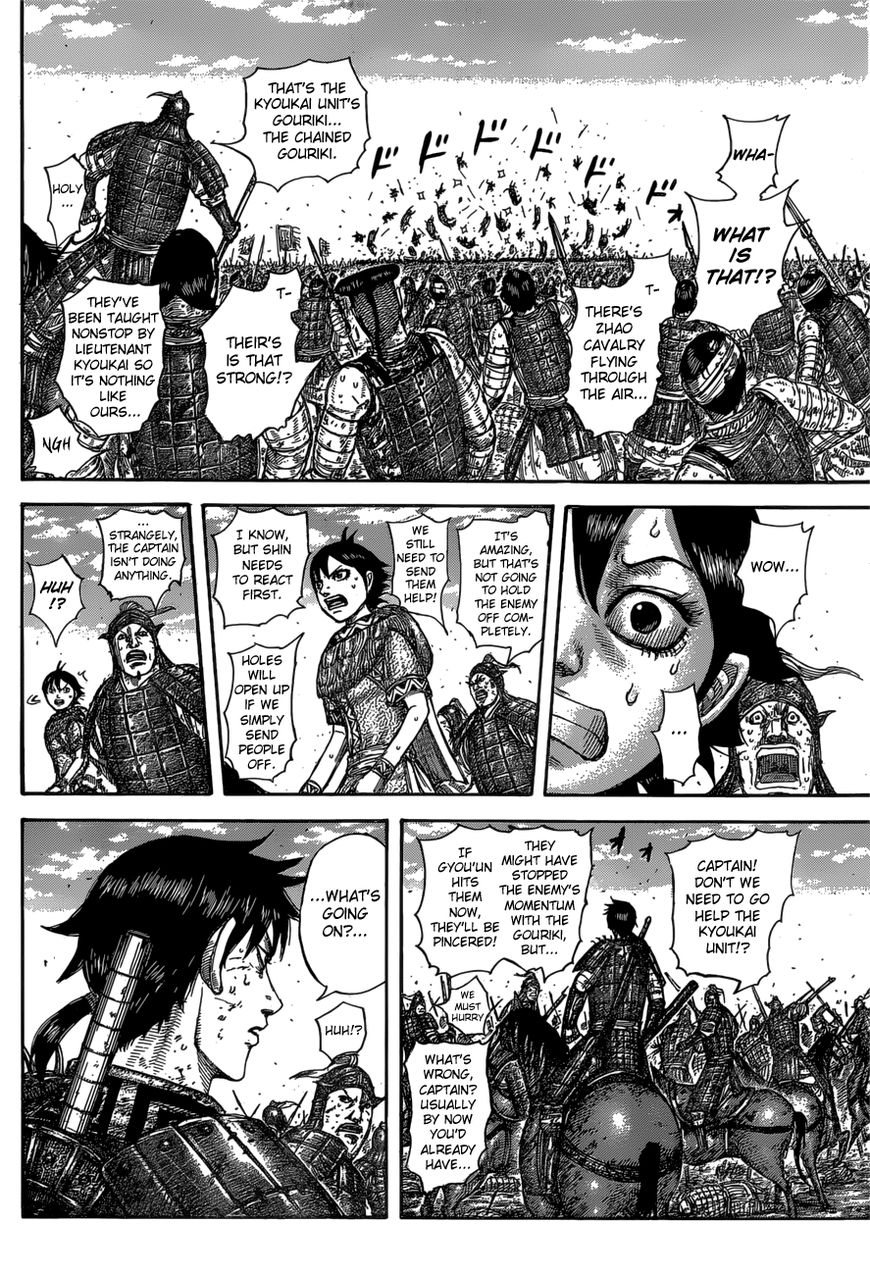 WHA-
WHAT
IS
THAT!?
ド
ド
ド
ド
THERE'S
ZHAO
CAVALRY
FLYING
THROUGH
THE AIR...
T-
THAT'S THE
KYOUKAI UNIT'S
GOURIKI...
THE CHAINED
GOURIKI.
T-
THEIR'S
IS THAT
STRONG!?
HOLY
...
THEY'VE
BEEN TAUGHT
NONSTOP BY
LIEUTENANT
KYOUKAI SO
IT'S NOTHING
LIKE
OURS...
NGH
WOW...
...
IT'S
AMAZING,
BUT THAT'S
NOT GOING
TO HOLD
THE ENEMY
OFF COM-
PLETELY.
WE
STILL
NEED TO
SEND
THEM
HELP!
I KNOW,
BUT SHIN
NEEDS
TO REACT
FIRST.
HOLES
WILL
OPEN UP
IF WE
SIMPLY
SEND
PEOPLE
OFF.
...
STRANGELY,
THE CAPTAIN
ISN'T DOING
ANYTHING.
HUH
!?
CAPTAIN!
DON'T WE
NEED TO GO
HELP THE
KYOUKAI
UNIT!?
THEY
MIGHT HAVE
STOPPED
THE ENEMY'S
MOMENTUM
WITH THE
GOURIKI,
BUT...
IF
GYOU'UN
HITS
THEM
NOW,
THEY'LL BE
PINCERED!
WE
MUST
HURRY
WHAT'S
WRONG,
CAPTAIN?
USUALLY
BY NOW
YOU'D
ALREADY
HAVE...
...WHAT'S
GOING
ON?...
HUH!?